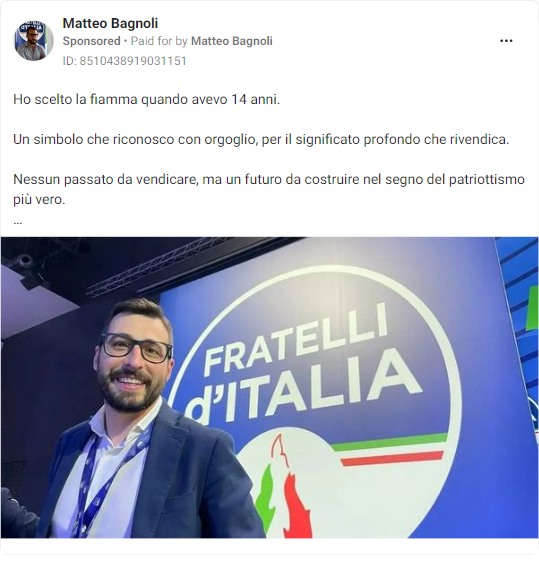 Matteo Bagnoli
Sponsored • Paid for by Matteo Bagnoli
ID: 8510438919031151
Ho scelto la fiamma quando avevo 14 anni.
Un simbolo che riconosco con orgoglio, per il significato profondo che rivendica.
Nessun passato da vendicare, ma un futuro da costruire nel segno del patriottismo
più vero.
...
FRATELLI
d'ITALIA